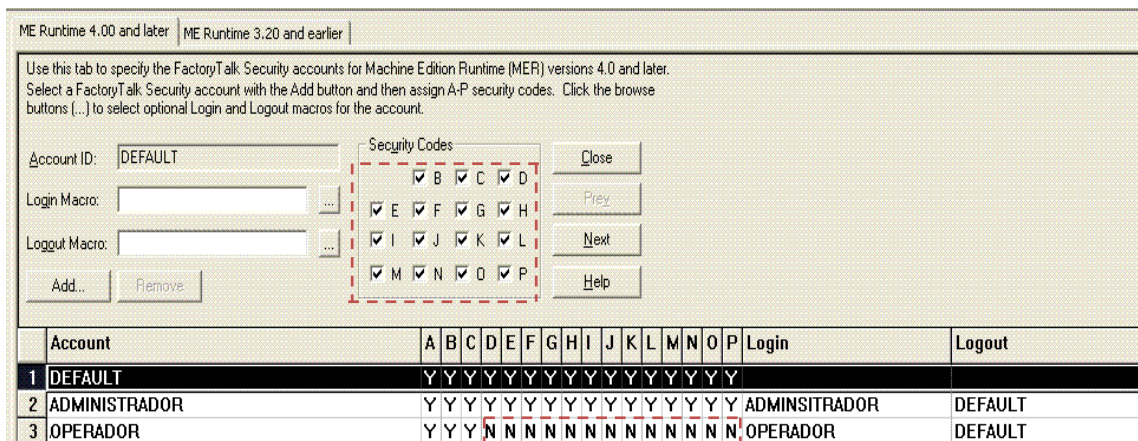 ME Runtime 4.00 and later ME Runtime 3.20 and earlier
Use this tab to specify the FactoryTalk Security accounts for Machine Edition Runtime (MER) versions 4.0 and later.
Select a FactoryTalk Security account with the Add button and then assign A-P security codes. Click the browse
buttons (...) to select optional Login and Logout macros for the account.
Account ID: DEFAULT
Login Macro: ...
Logout Macro: ...
Add... Remove
Security Codes
B C D
E F G H
I J K L
M N O P
Close
Prev
Next
Help
Account A B C D E F G H I J K L M N O P Login Logout
1 DEFAULT Y Y Y Y Y Y Y Y Y Y Y Y Y Y Y Y
2 ADMINISTRADOR Y Y Y Y Y Y Y Y Y Y Y Y Y Y Y Y ADMINSITRADOR DEFAULT
3 OPERADOR Y Y Y N N N N N N N N N N N N N OPERADOR DEFAULT